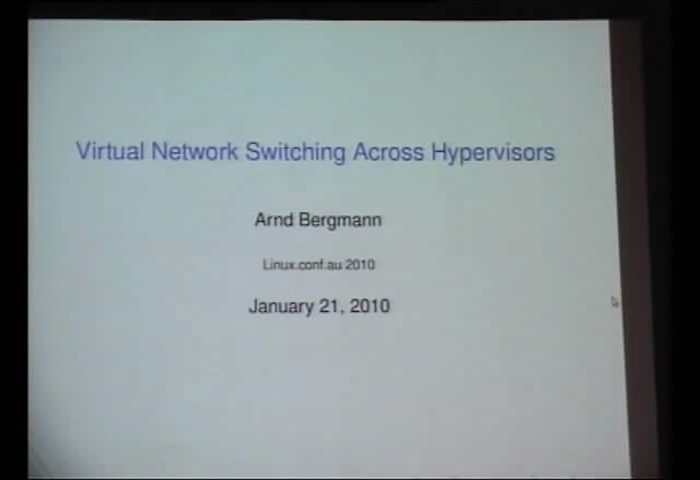 Virtual Network Switching Across Hypervisors
Arnd Bergmann
Linux.conf.au 2010
January 21, 2010